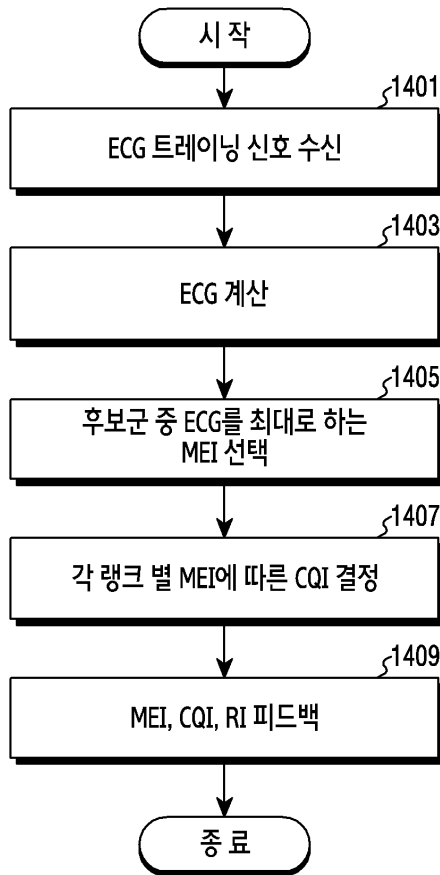 시 작
1401
ECG 트레이닝 신호 수신
1403
ECG 계산
1405
후보군 중 ECG를 최대로 하는
MEI 선택
1407
각 랭크 별 MEI에 따른 CQI 결정
1409
MEI, CQI, RI 피드백
종 료